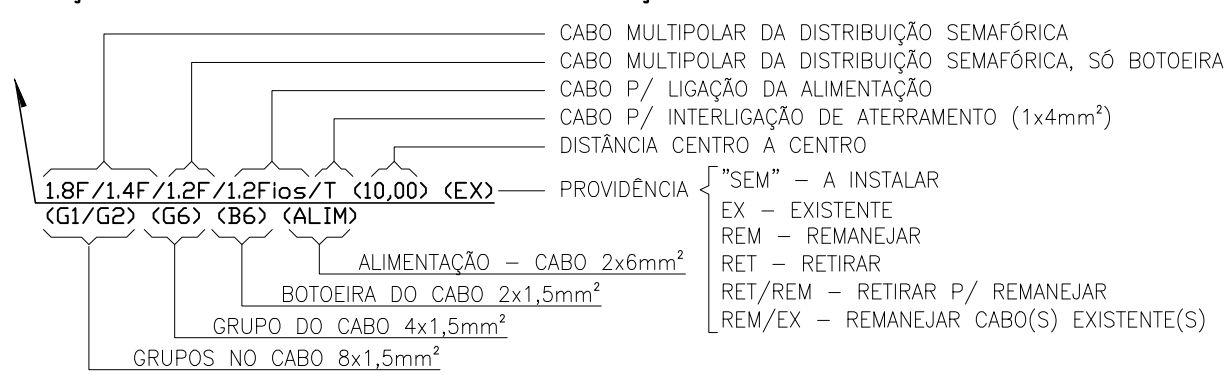 CABO MULTIPOLAR DA DISTRIBUIÇÃO SEMAFÓRICA
CABO MULTIPOLAR DA DISTRIBUIÇÃO SEMAFÓRICA, SÓ BOTOEIRA
CABO P/ LIGAÇÃO DA ALIMENTAÇÃO
CABO P/ INTERLIGAÇÃO DE ATERRAMENTO (1x4mm²)
DISTÂNCIA CENTRO A CENTRO
1.8F/1.4F/1.2F/1.2Fios/T (10,00) (EX)
PROVIDÊNCIA
"SEM" – A INSTALAR
EX – EXISTENTE
REM – REMANEJAR
RET – RETIRAR
RET/REM – RETIRAR P/ REMANEJAR
REM/EX – REMANEJAR CABO(S) EXISTENTE(S)
(G1/G2) (G6) (B6) (ALIM)
ALIMENTAÇÃO – CABO 2x6mm²
BOTOEIRA DO CABO 2x1,5mm²
GRUPO DO CABO 4x1,5mm²
GRUPOS NO CABO 8x1,5mm²